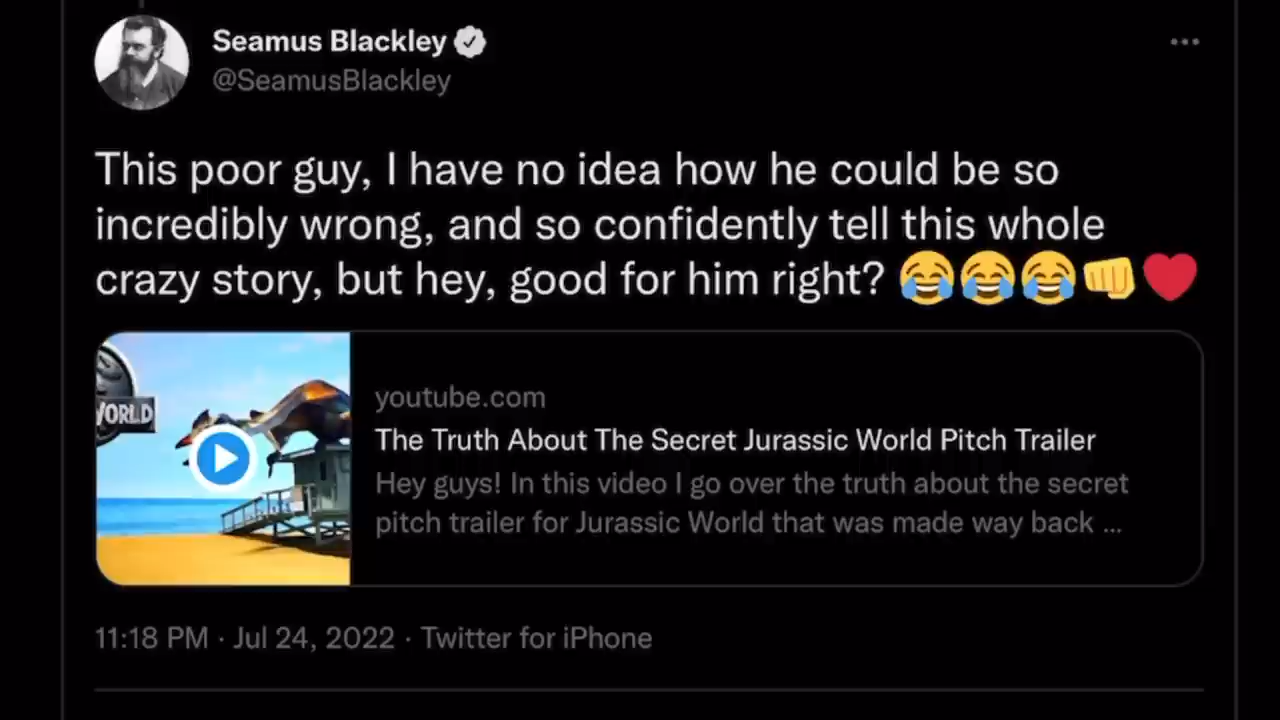 Seamus Blackley
@SeamusBlackley
This poor guy, I have no idea how he could be so
incredibly wrong, and so confidently tell this whole
crazy story, but hey, good for him right? 😂😂😂👊❤️
WORLD
youtube.com
The Truth About The Secret Jurassic World Pitch Trailer
Hey guys! In this video I go over the truth about the secret
pitch trailer for Jurassic World that was made way back ...
11:18 PM · Jul 24, 2022 · Twitter for iPhone